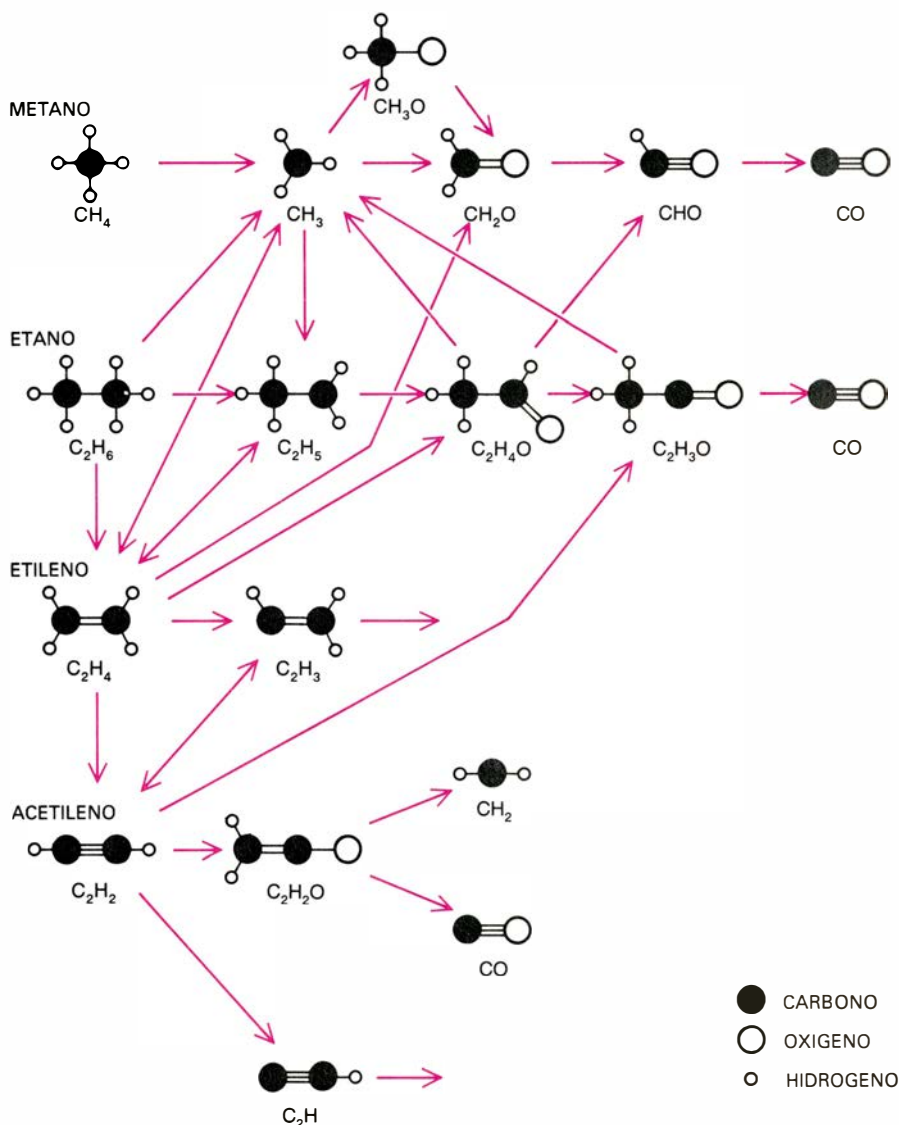 CH₃O
METANO
CH₄
CH₃
CH₂O
CHO
CO
ETANO
C₂H₆
C₂H₅
C₂H₄O
C₂H₃O
CO
ETILENO
C₂H₄
C₂H₃
ACETILENO
CH₂
C₂H₂
C₂H₂O
CO
CARBONO
OXIGENO
HIDROGENO
C₂H